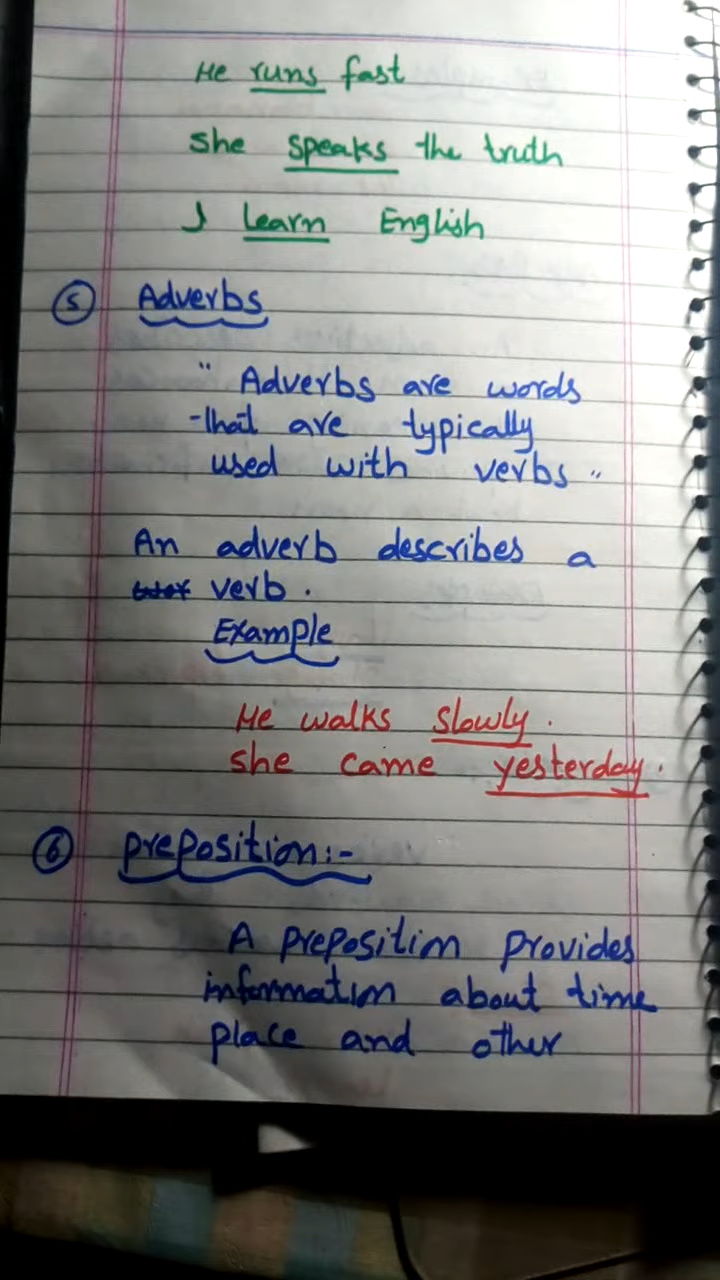 He runs fast
She speaks the truth
I learn English
5 Adverbs
" Adverbs are words
that are typically
used with verbs "
An adverb describes a
verb.
Example
He walks slowly.
She came yesterday.
6 preposition:-
A preposition provides
information about time
place and other